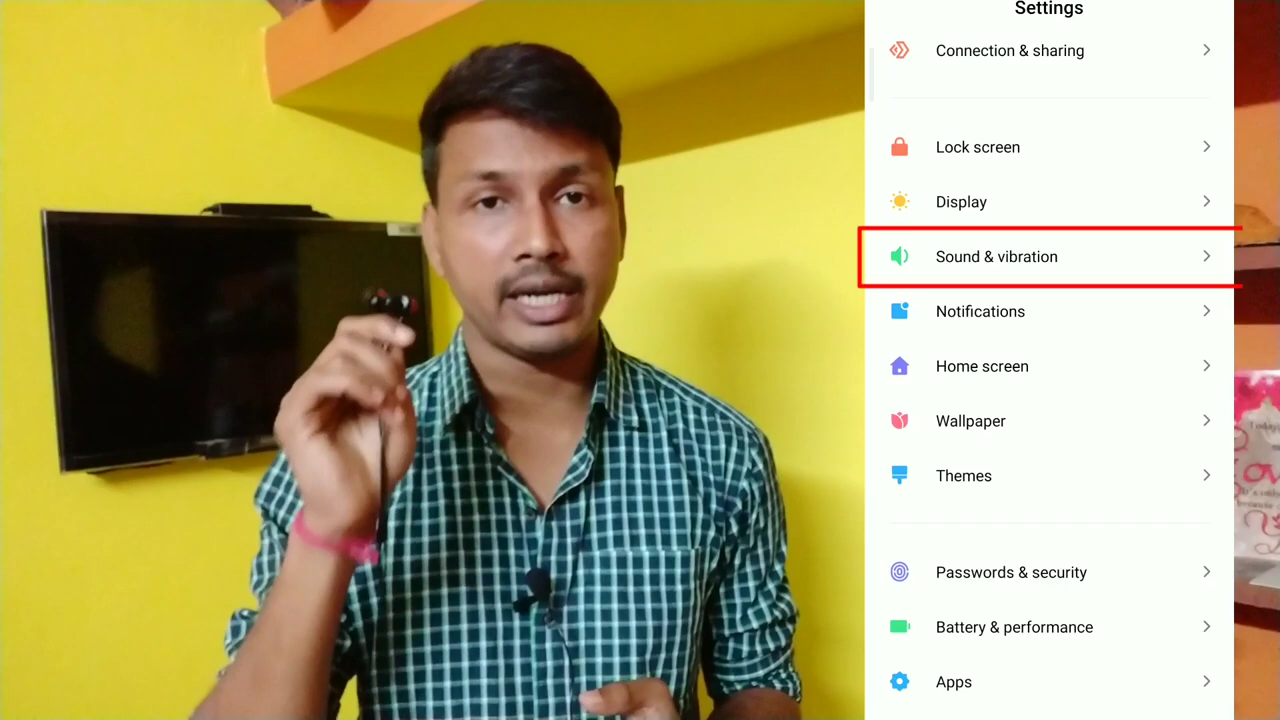 Settings
Connection & sharing
Lock screen
Display
Sound & vibration
Notifications
Home screen
Wallpaper
Themes
Passwords & security
Battery & performance
Apps